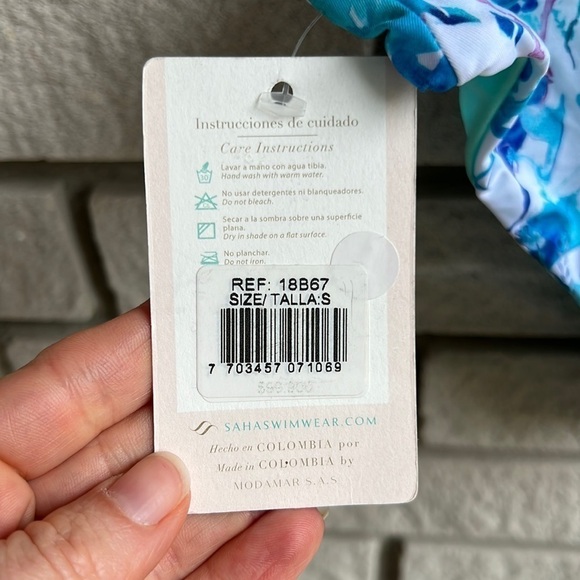 Instrucciones de cuidado
Care Instructions
30
Lavar a mano con agua tibia.
Hand wash with warm water.
No usar detergentes ni blanqueadores.
Do not bleach.
Secar a la sombra sobre una superficie
plana.
Dry in shade on a flat surface.
No planchar.
Do not iron.
REF: 18B67
SIZE/ TALLA:S
7 703457 071069
SAHASWIMWEAR.COM
Hecho en COLOMBIA por
Made in COLOMBIA by
MODAMAR S.A.S